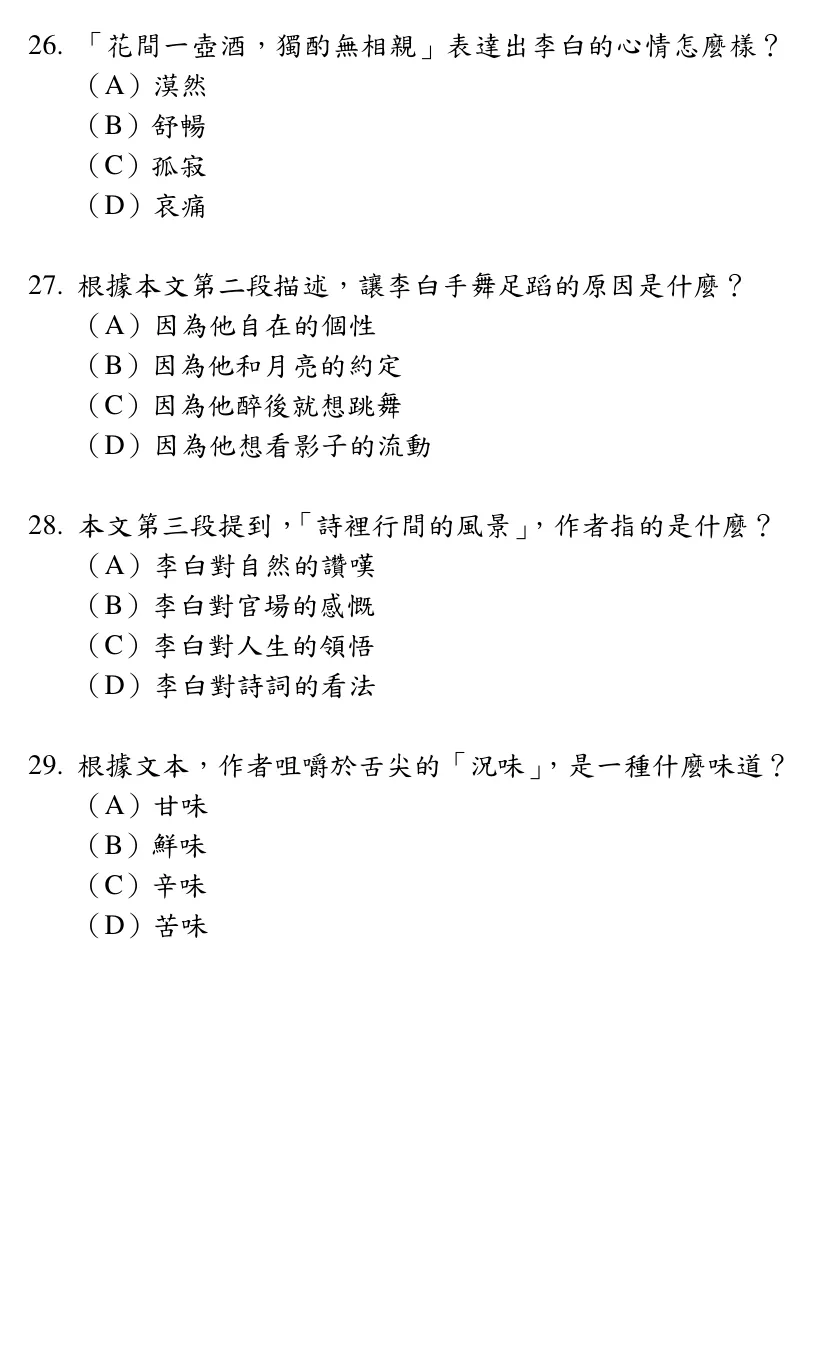 26. 「花間一壺酒，獨酌無相親」表達出李白的心情怎麼樣？
（A）漠然
（B）舒暢
（C）孤寂
（D）哀痛
27. 根據本文第二段描述，讓李白手舞足蹈的原因是什麼？
（A）因為他自在的個性
（B）因為他和月亮的約定
（C）因為他醉後就想跳舞
（D）因為他想看影子的流動
28. 本文第三段提到，「詩裡行間的風景」，作者指的是什麼？
（A）李白對自然的讚嘆
（B）李白對官場的感慨
（C）李白對人生的領悟
（D）李白對詩詞的看法
29. 根據文本，作者咀嚼於舌尖的「況味」，是一種什麼味道？
（A）甘味
（B）鮮味
（C）辛味
（D）苦味